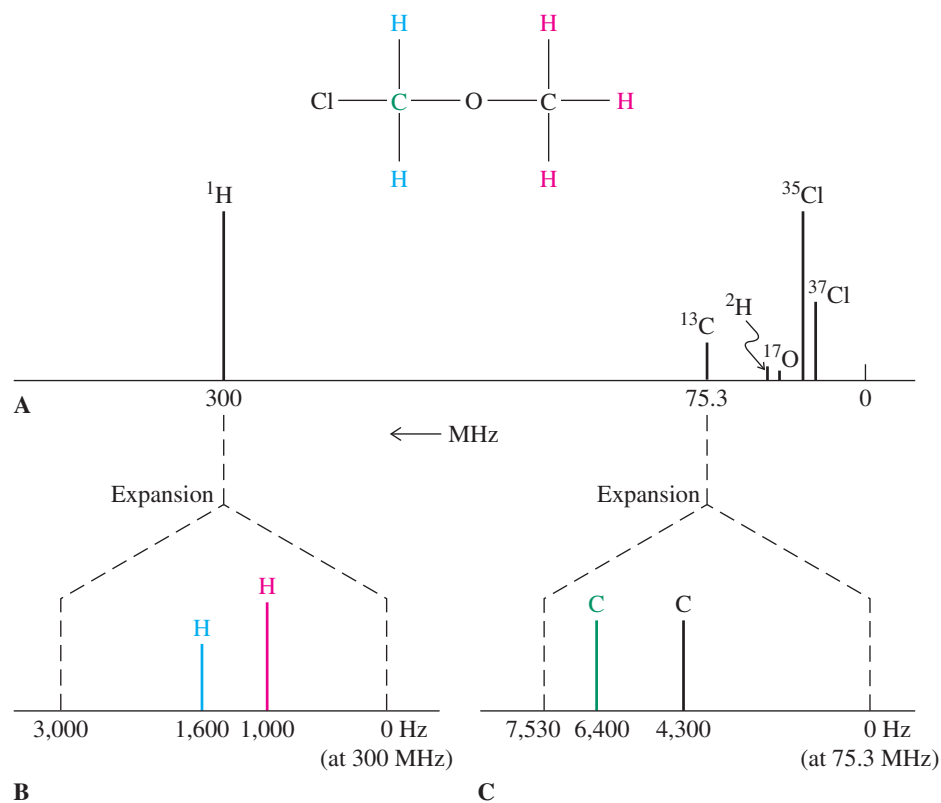 H H
Cl C O C H
H H
¹H
³⁵Cl
³⁷Cl
²H
¹³C
¹⁷O
A 300 75.3 0
← MHz
Expansion Expansion
H
H
C C
3,000 1,600 1,000 0 Hz
(at 300 MHz)
7,530 6,400 4,300 0 Hz
(at 75.3 MHz)
B C